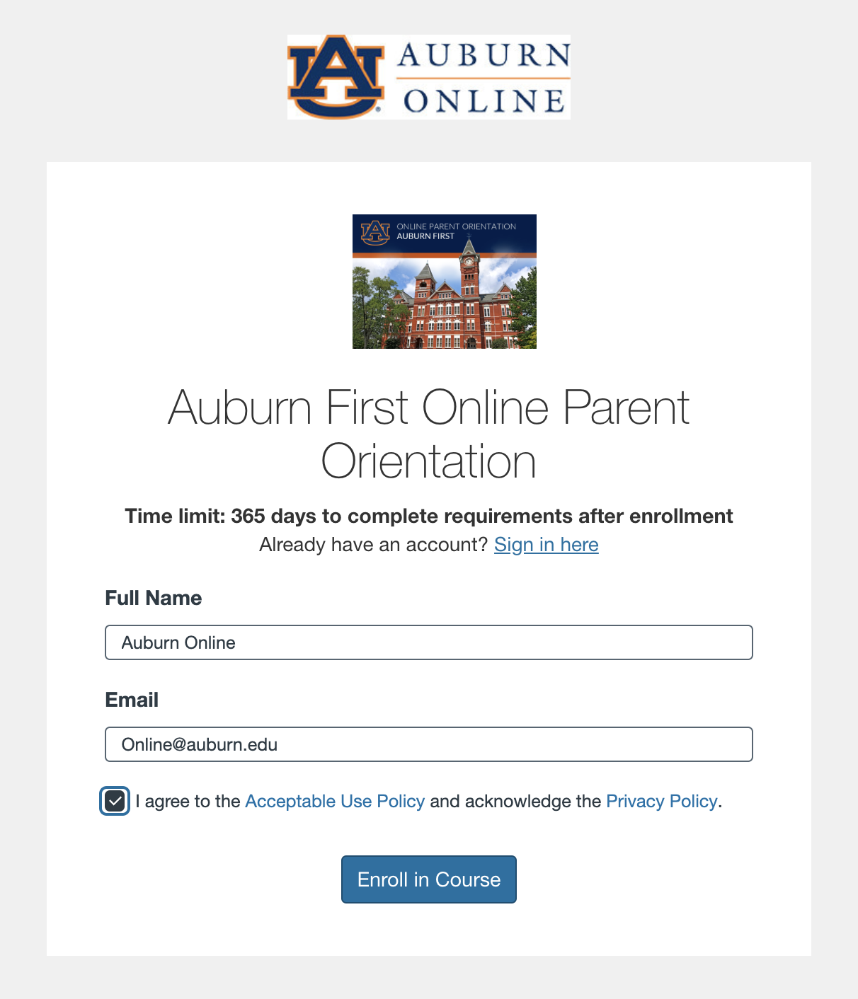 AUBURN
ONLINE
ONLINE PARENT ORIENTATION
AUBURN FIRST
Auburn First Online Parent
Orientation
Time limit: 365 days to complete requirements after enrollment
Already have an account? Sign in here
Full Name
Auburn Online
Email
Online@auburn.edu
I agree to the Acceptable Use Policy and acknowledge the Privacy Policy.
Enroll in Course